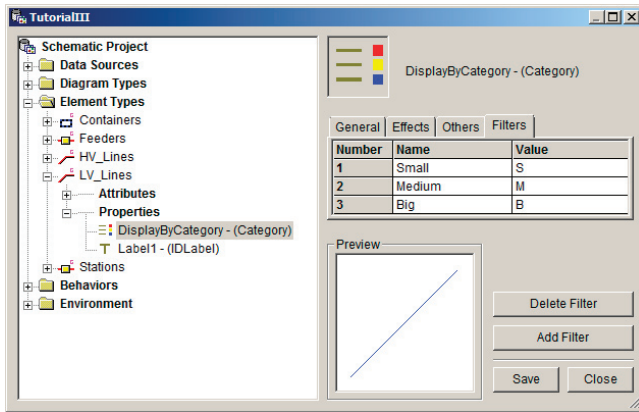 TutorialIII
Schematic Project
Data Sources
Diagram Types
Element Types
Containers
Feeders
HV_Lines
LV_Lines
Attributes
Properties
DisplayByCategory - (Category)
Label1 - (IDLabel)
Stations
Behaviors
Environment
DisplayByCategory - (Category)
General Effects Others Filters
Number Name Value
1 Small S
2 Medium M
3 Big B
Preview
Delete Filter
Add Filter
Save Close